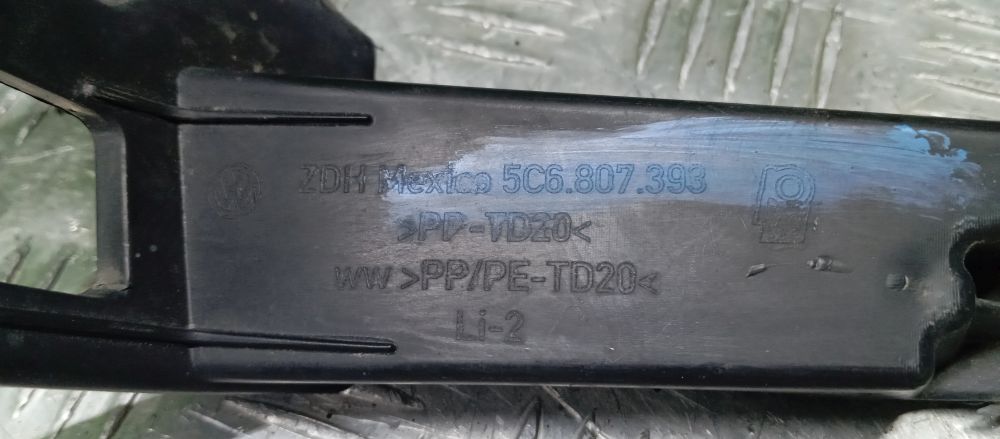 ZDH Mexico 5C6.807.393
>PP-TD20<
WW >PP/PE-TD20<
Li-2